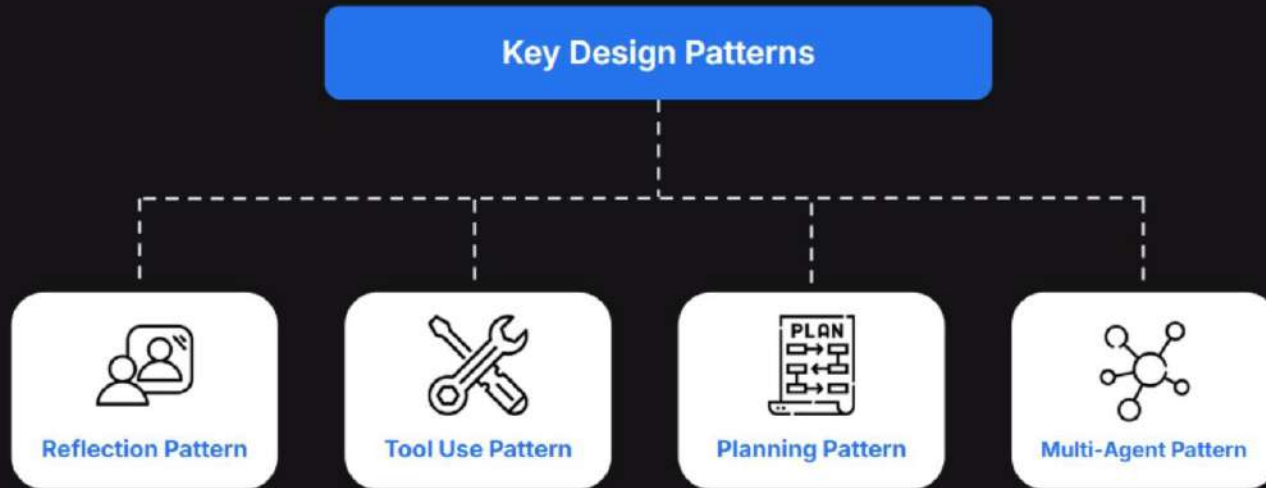 Key Design Patterns
PLAN
Reflection Pattern
Tool Use Pattern
Planning Pattern
Multi-Agent Pattern